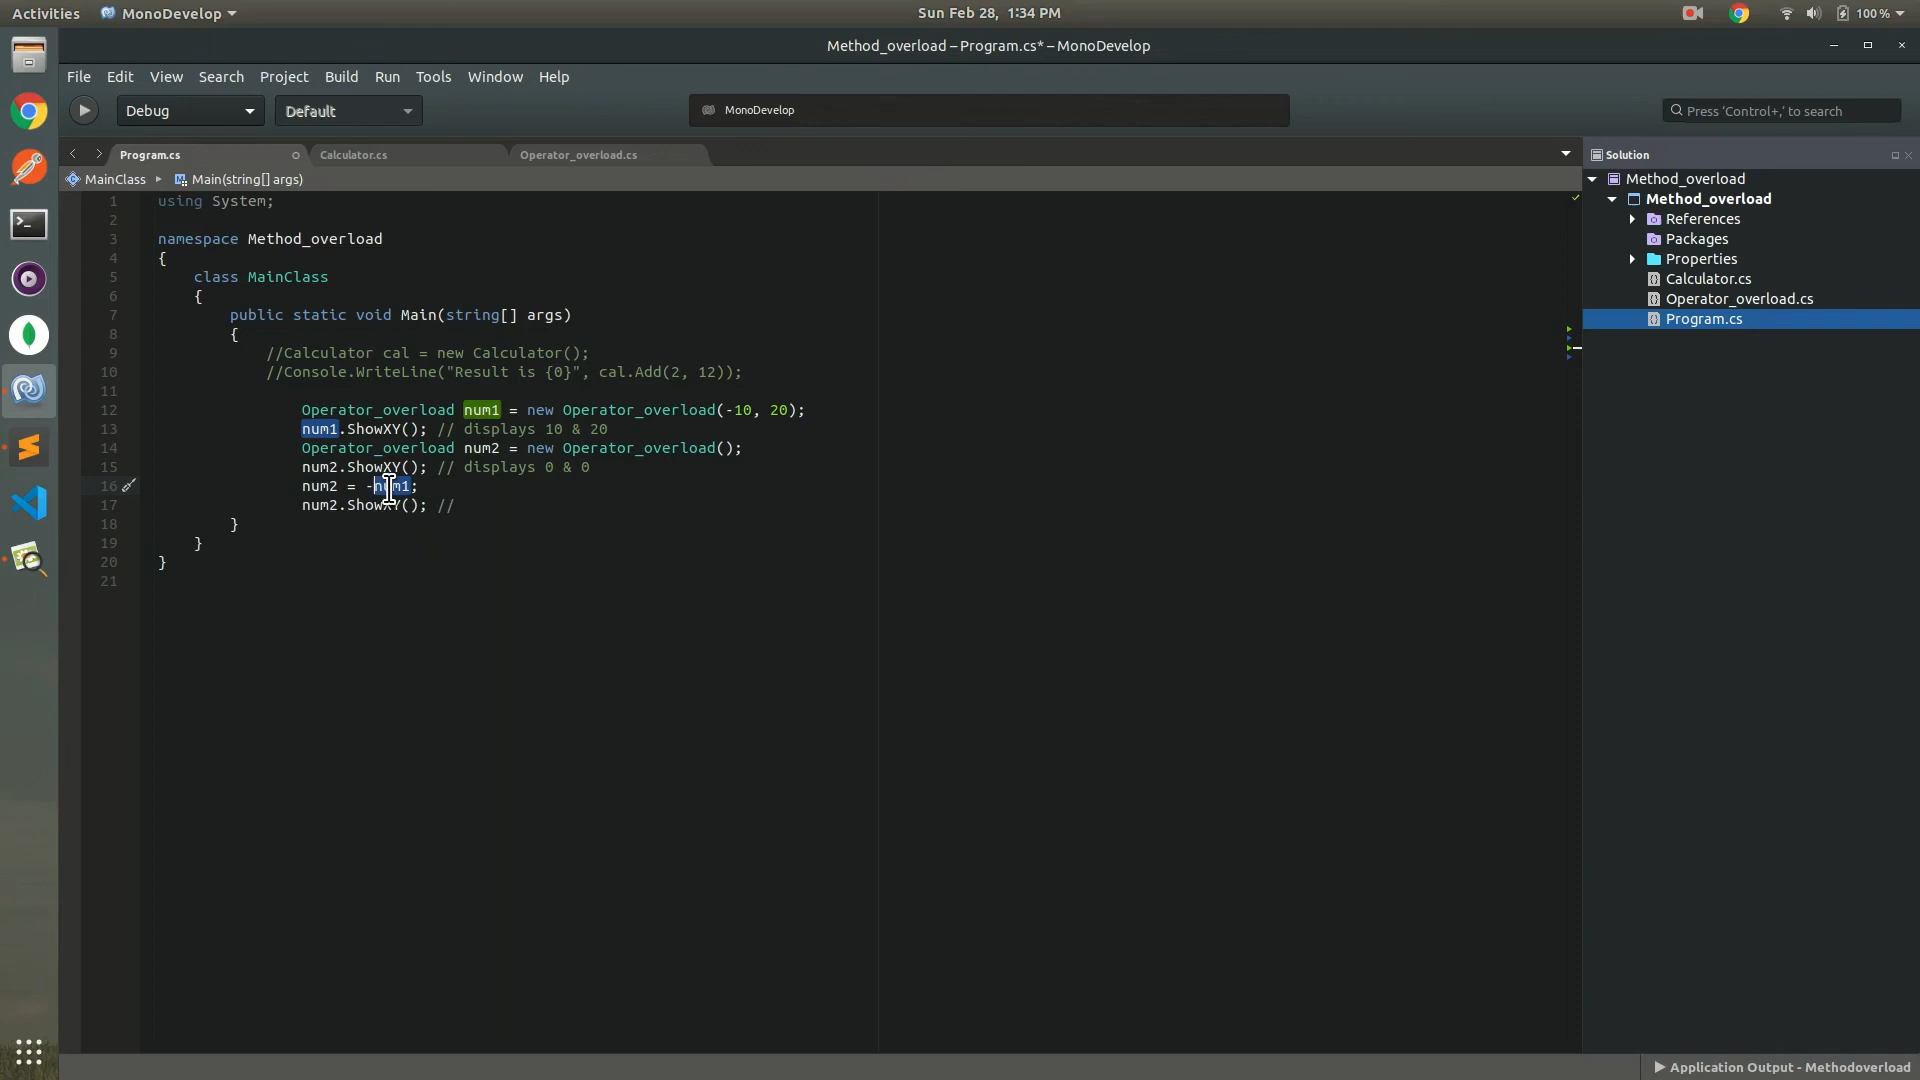 Activities MonoDevelop Sun Feb 28, 1:34 PM 100 %
Method_overload – Program.cs* – MonoDevelop
File Edit View Search Project Build Run Tools Window Help
Debug Default MonoDevelop Press 'Control+,' to search
Program.cs Calculator.cs Operator_overload.cs Solution
MainClass Main(string[] args)
Method_overload
Method_overload
References
Packages
Properties
Calculator.cs
Operator_overload.cs
Program.cs
1 using System;
2
3 namespace Method_overload
4 {
5 class MainClass
6 {
7 public static void Main(string[] args)
8 {
9 //Calculator cal = new Calculator();
10 //Console.WriteLine("Result is {0}", cal.Add(2, 12));
11
12 Operator_overload num1 = new Operator_overload(-10, 20);
13 num1.ShowXY(); // displays 10 & 20
14 Operator_overload num2 = new Operator_overload();
15 num2.ShowXY(); // displays 0 & 0
16 num2 = -num1;
17 num2.ShowXY(); //
18 }
19 }
20 }
21
Application Output - Methodoverload